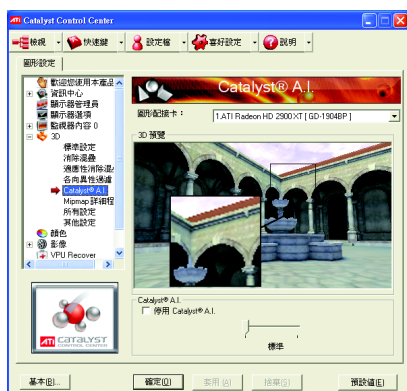 ATI Catalyst Control Center
檢視 快速鍵 設定檔 喜好設定 說明
圖形設定
歡迎您使用本產品
資訊中心
顯示器管理員
顯示器選項
監視器內容 0
3D
標準設定
消除混疊
適應性消除混
各向異性過濾
Catalyst® A.I.
Mipmap 詳細程
所有設定
其他設定
顏色
影像
VPU Recover
ATI CATALYST
CONTROL CENTER
Catalyst® A.I.
圖形配接卡：
1.ATI Radeon HD 2900 XT [ GD-1904BP ]
3D 預覽
Catalyst® A.I.
停用 Catalyst® A.I.
標準
基本(B)...
確定(O)
套用(A)
捨棄(S)
預設值(E)